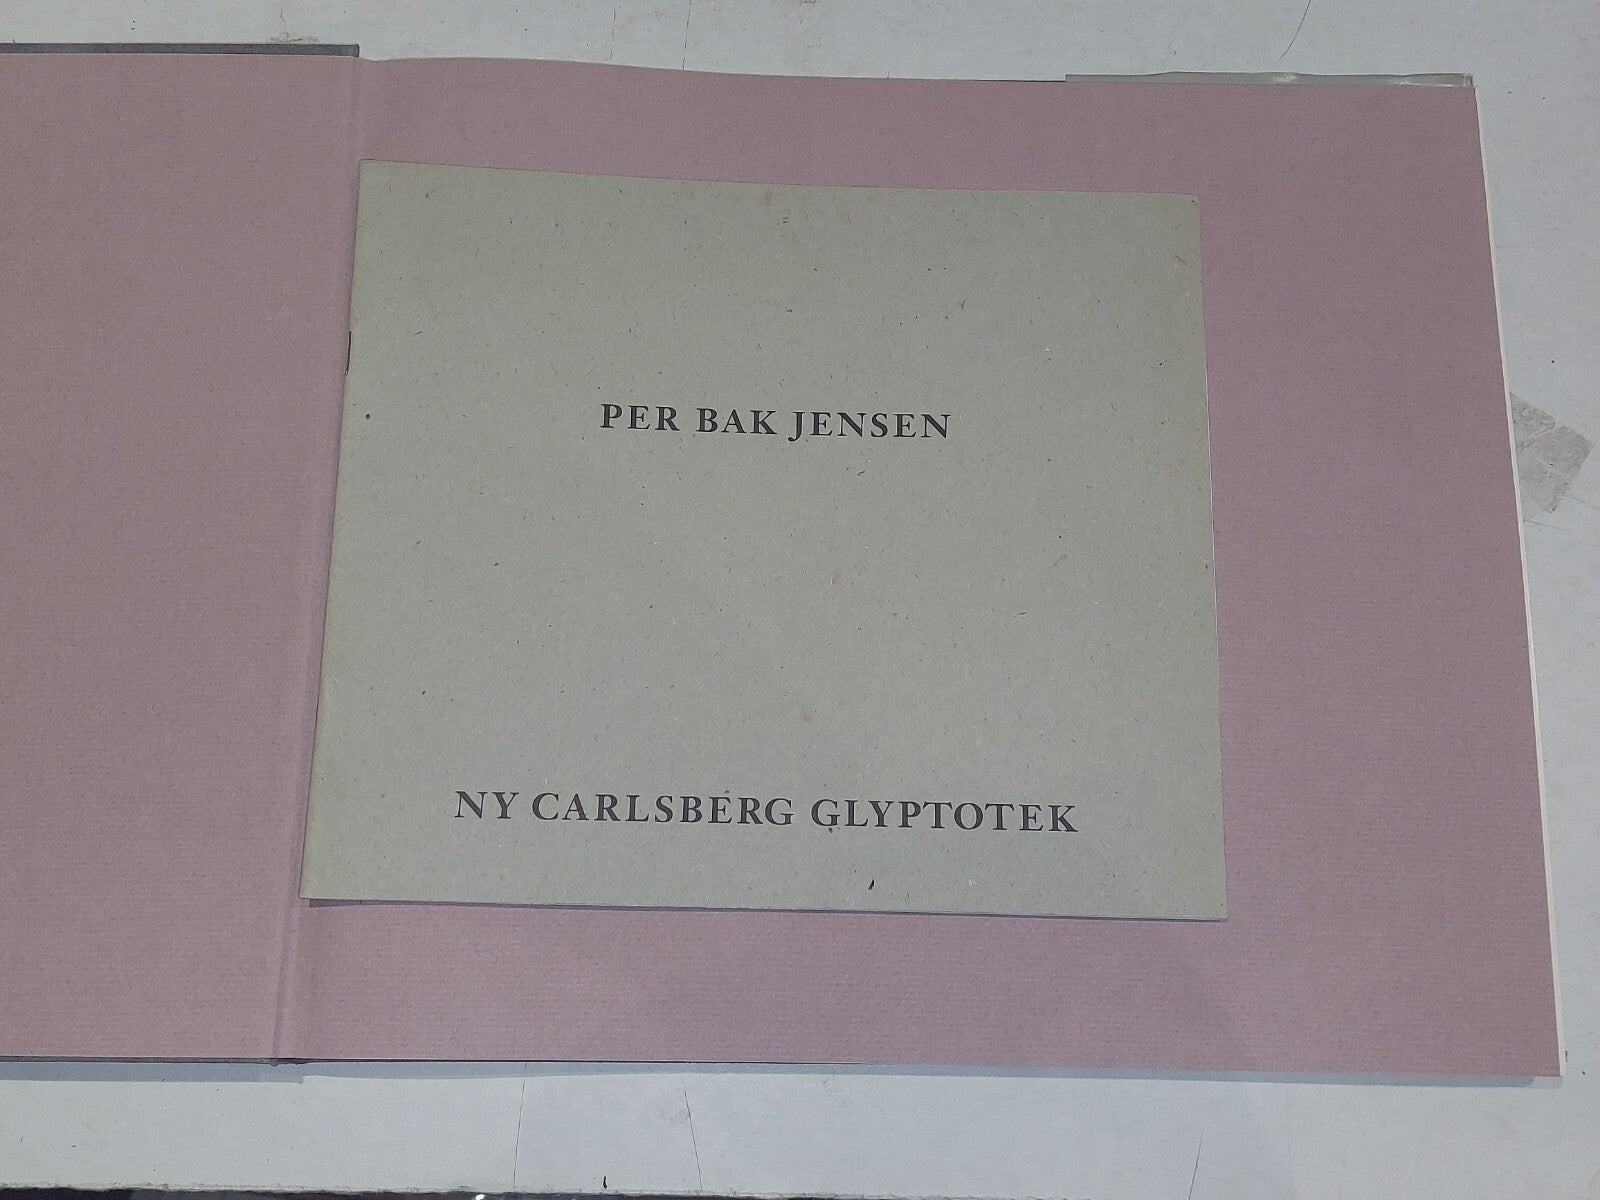 PER BAK JENSEN
NY CARLSBERG GLYPTOTEK